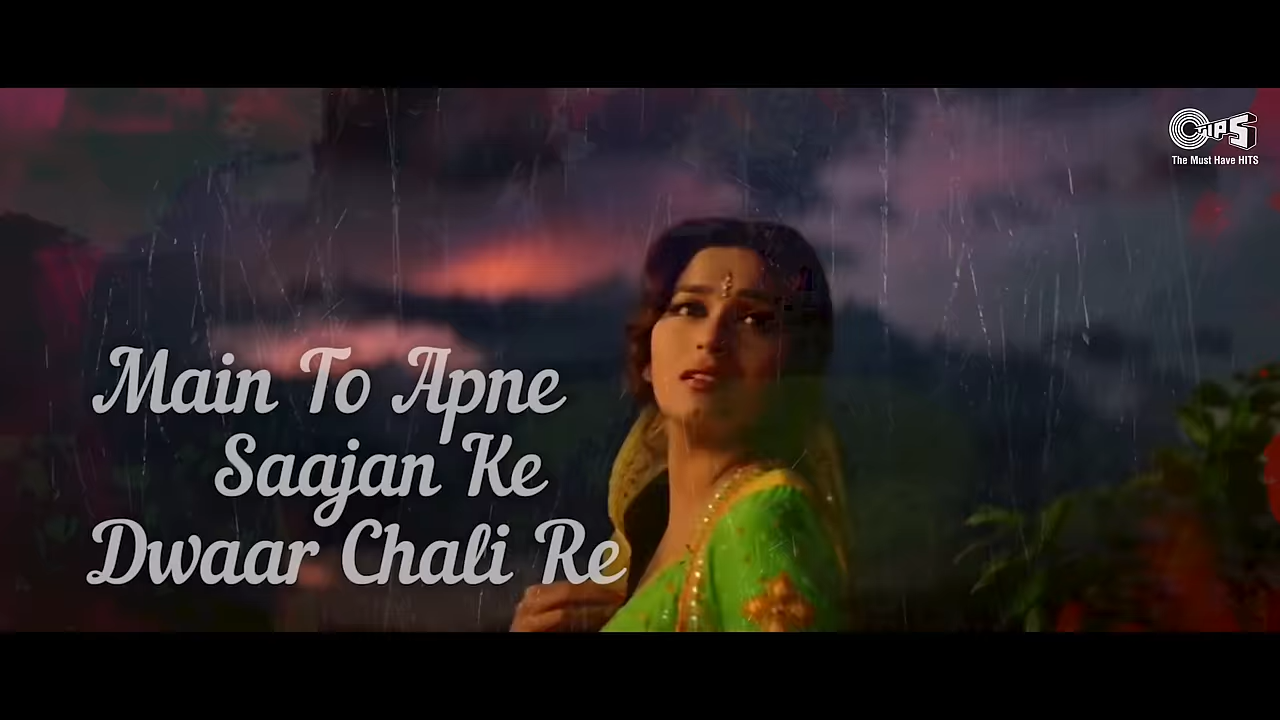 TIPS
The Must Have HITS
Main To Apne
Saajan Ke
Dwaar Chali Re